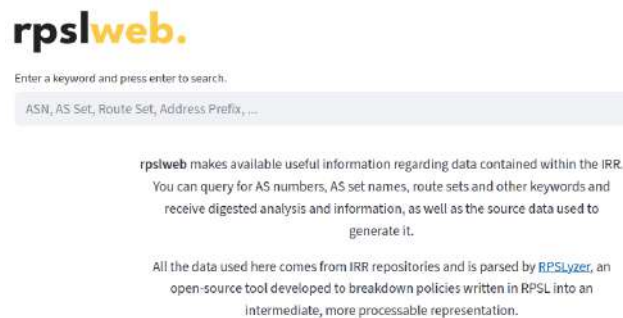 rpslweb.
Enter a keyword and press enter to search.
ASN, AS Set, Route Set, Address Prefix, ...
rpslweb makes available useful information regarding data contained within the IRR.
You can query for AS numbers, AS set names, route sets and other keywords and
receive digested analysis and information, as well as the source data used to
generate it.
All the data used here comes from IRR repositories and is parsed by RPSLyzer, an
open-source tool developed to breakdown policies written in RPSL into an
intermediate, more processable representation.